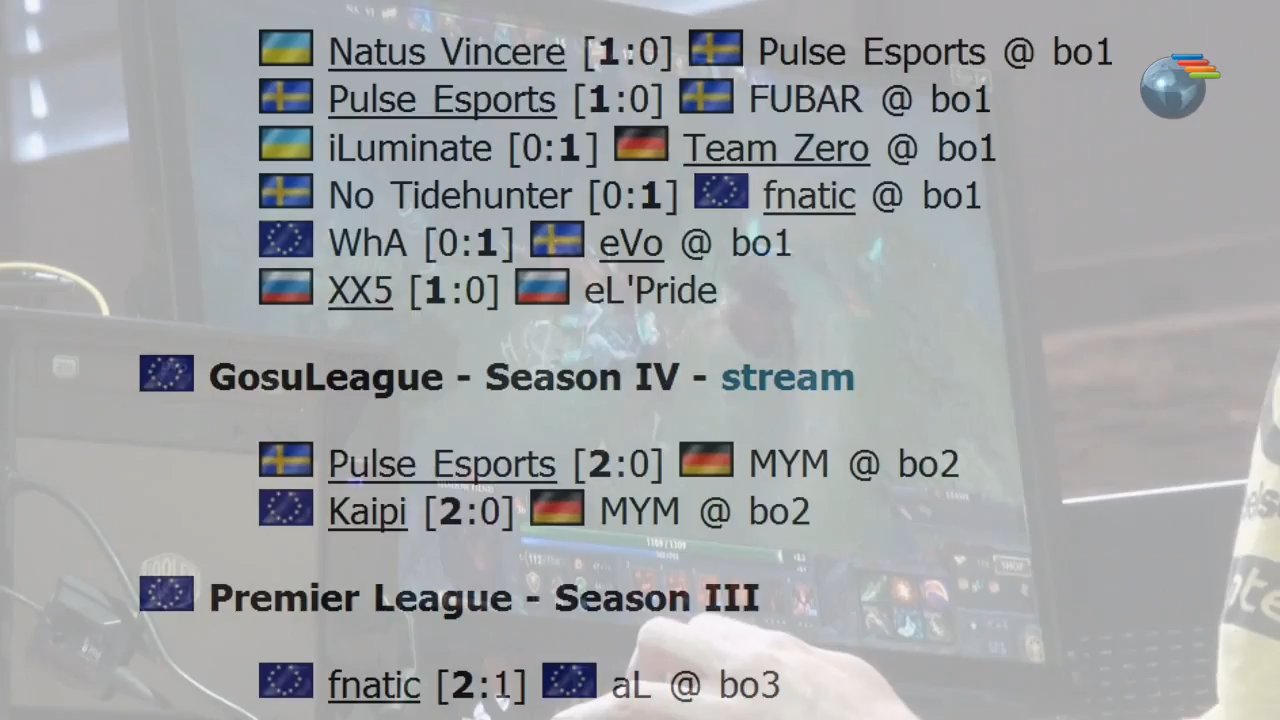 Natus Vincere [1:0] Pulse Esports @ bo1
Pulse Esports [1:0] FUBAR @ bo1
iLuminate [0:1] Team Zero @ bo1
No Tidehunter [0:1] fnatic @ bo1
WhA [0:1] eVo @ bo1
XX5 [1:0] eL'Pride
GosuLeague - Season IV - stream
Pulse Esports [2:0] MYM @ bo2
Kaipi [2:0] MYM @ bo2
Premier League - Season III
fnatic [2:1] aL @ bo3